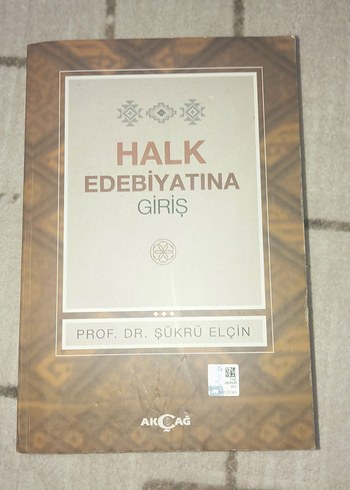 HALK
EDEBİYATINA
GİRİŞ
PROF. DR. ŞÜKRÜ ELÇİN
AKÇAĞ